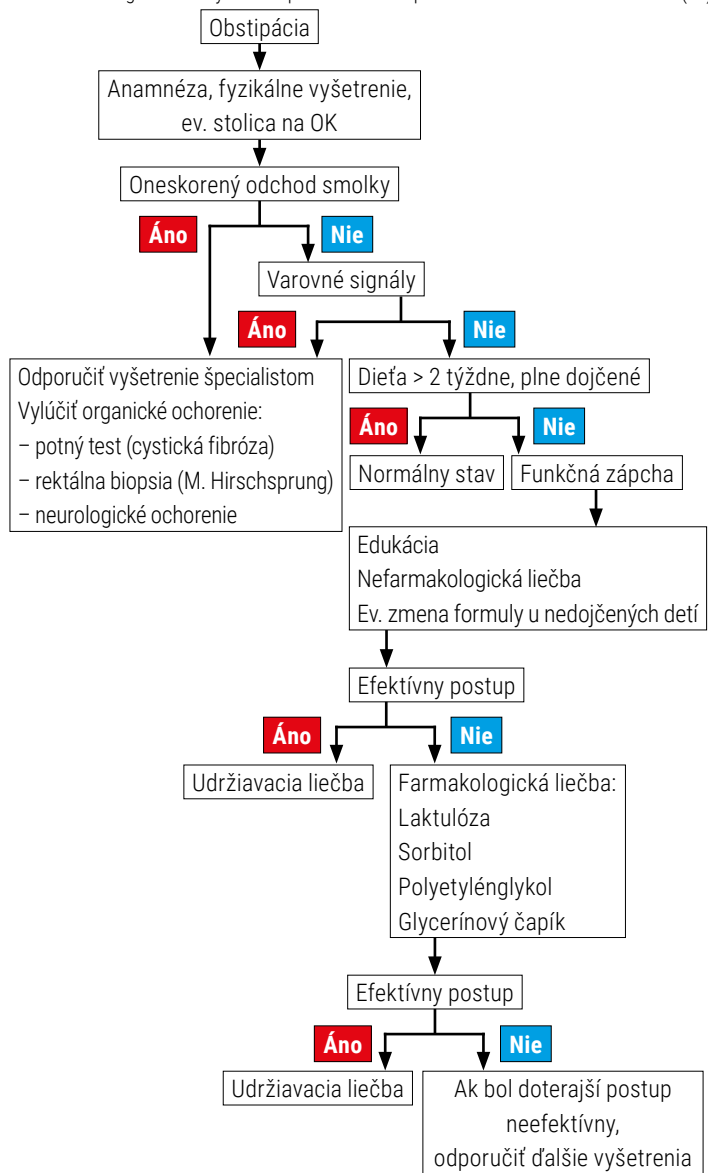 Obstipácia
Anamnéza, fyzikálne vyšetrenie,
ev. stolica na OK
Oneskorený odchod smolky
Áno
Nie
Varovné signály
Áno
Nie
Odporučiť vyšetrenie špecialistom
Vylúčiť organické ochorenie:
– potný test (cystická fibróza)
– rektálna biopsia (M. Hirschsprung)
– neurologické ochorenie
Dieťa > 2 týždne, plne dojčené
Áno
Nie
Normálny stav
Funkčná zápcha
Edukácia
Nefarmakologická liečba
Ev. zmena formuly u nedojčených detí
Efektívny postup
Áno
Nie
Udržiavacia liečba
Farmakologická liečba:
Laktulóza
Sorbitol
Polyetylénglykol
Glycerínový čapík
Efektívny postup
Áno
Nie
Udržiavacia liečba
Ak bol doterajší postup
neefektívny,
odporučiť ďalšie vyšetrenia